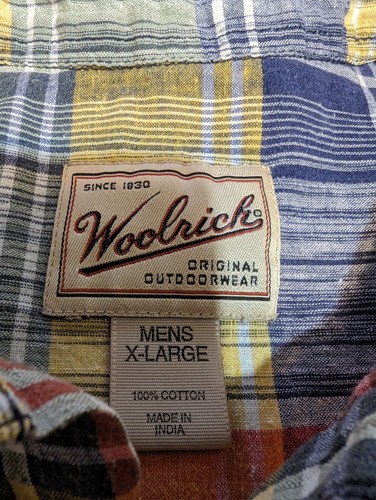 SINCE 1830
Woolrich®
ORIGINAL
OUTDOORWEAR
MENS
X-LARGE
100% COTTON
MADE IN
INDIA